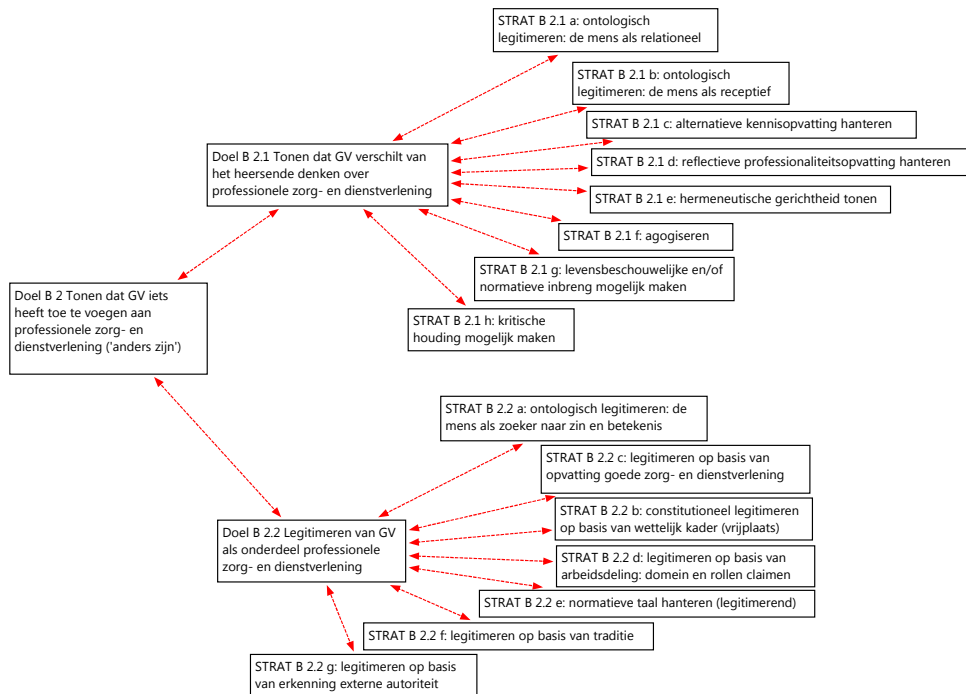 STRAT B 2.1 a: ontologisch
legitimeren: de mens als relationeel
STRAT B 2.1 b: ontologisch
legitimeren: de mens als receptief
STRAT B 2.1 c: alternatieve kennisopvatting hanteren
Doel B 2.1 Tonen dat GV verschilt van
het heersende denken over
professionele zorg- en dienstverlening
STRAT B 2.1 d: reflectieve professionaliteitsopvatting hanteren
STRAT B 2.1 e: hermeneutische gerichtheid tonen
STRAT B 2.1 f: agogiseren
STRAT B 2.1 g: levensbeschouwelijke en/of
normatieve inbreng mogelijk maken
Doel B 2 Tonen dat GV iets
heeft toe te voegen aan
professionele zorg- en
dienstverlening ('anders zijn')
STRAT B 2.1 h: kritische
houding mogelijk maken
STRAT B 2.2 a: ontologisch legitimeren: de
mens als zoeker naar zin en betekenis
STRAT B 2.2 c: legitimeren op basis van
opvatting goede zorg- en dienstverlening
STRAT B 2.2 b: constitutioneel legitimeren
op basis van wettelijk kader (vrijplaats)
Doel B 2.2 Legitimeren van GV
als onderdeel professionele
zorg- en dienstverlening
STRAT B 2.2 d: legitimeren op basis van
arbeidsdeling: domein en rollen claimen
STRAT B 2.2 e: normatieve taal hanteren (legitimerend)
STRAT B 2.2 f: legitimeren op basis van traditie
STRAT B 2.2 g: legitimeren op basis
van erkenning externe autoriteit